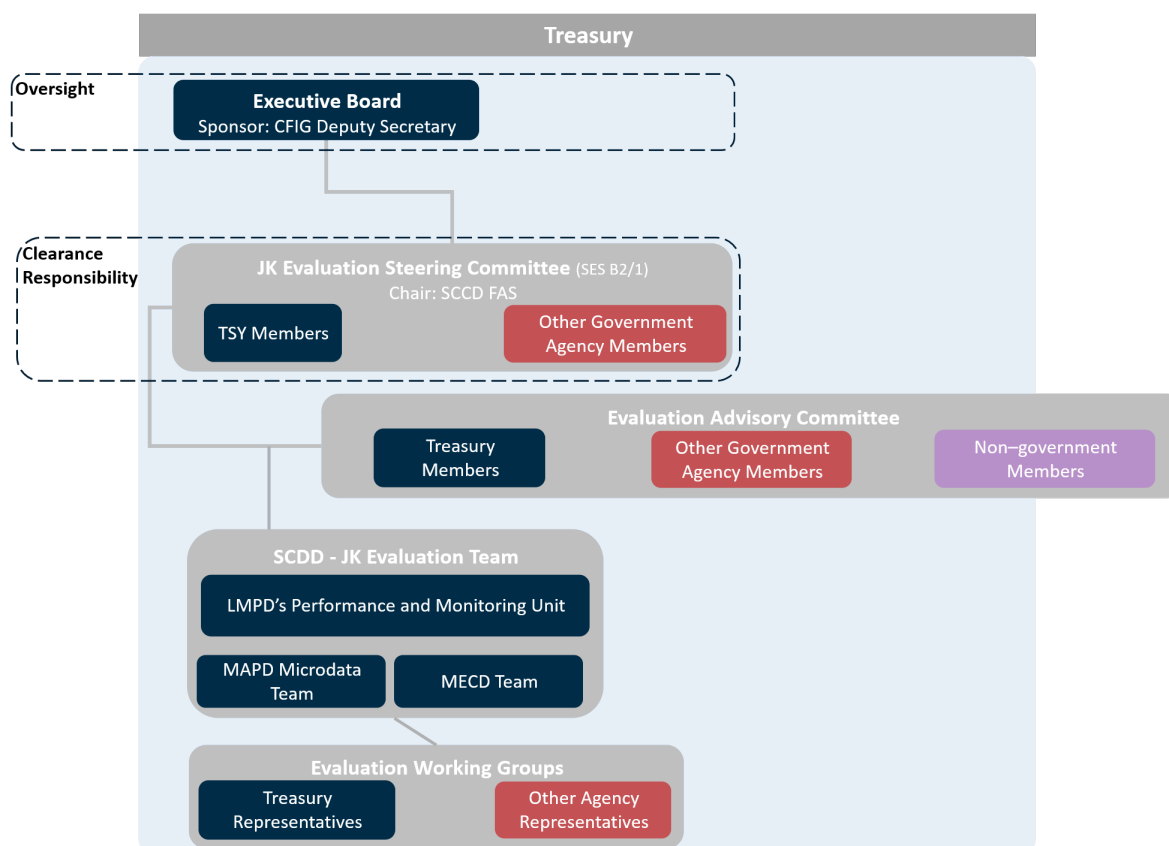 Treasury
Oversight
Executive Board
Sponsor: CFIG Deputy Secretary
Clearance
Responsibility
JK Evaluation Steering Committee (SES B2/1)
Chair: SCCD FAS
TSY Members
Other Government
Agency Members
Evaluation Advisory Committee
Treasury
Members
Other Government
Agency Members
Non–government
Members
SCDD - JK Evaluation Team
LMPD’s Performance and Monitoring Unit
MAPD Microdata
Team
MECD Team
Evaluation Working Groups
Treasury
Representatives
Other Agency
Representatives